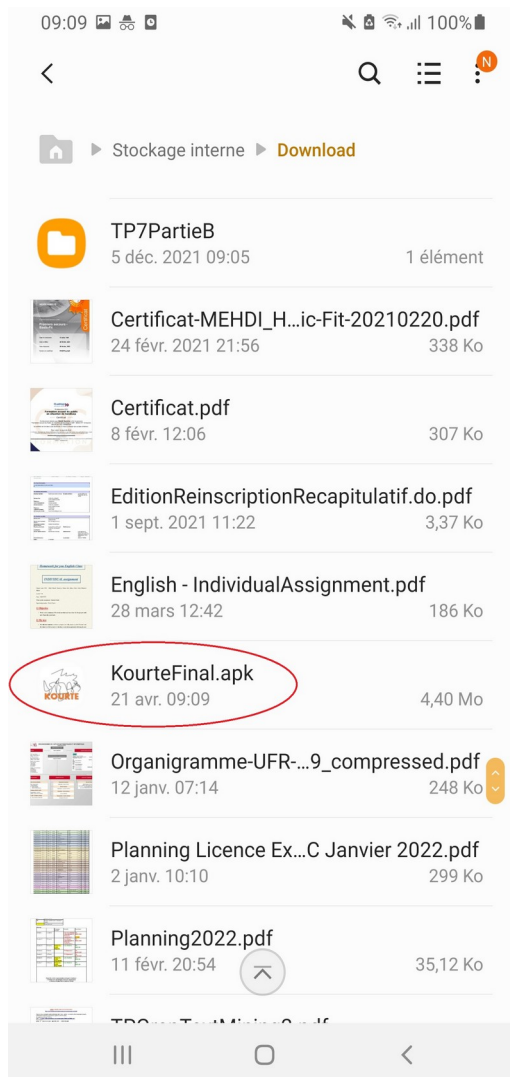 09:09
100%
N
Stockage interne
Download
TP7PartieB
5 déc. 2021 09:05
1 élément
Certificat-MEHDI_H...ic-Fit-20210220.pdf
24 févr. 2021 21:56
338 Ko
Certificat.pdf
8 févr. 12:06
307 Ko
EditionReinscriptionRecapitulatif.do.pdf
1 sept. 2021 11:22
3,37 Ko
English - IndividualAssignment.pdf
28 mars 12:42
186 Ko
KOURTE
KourteFinal.apk
21 avr. 09:09
4,40 Mo
Organigramme-UFR-...9_compressed.pdf
12 janv. 07:14
248 Ko
Planning Licence Ex...C Janvier 2022.pdf
2 janv. 10:10
299 Ko
Planning2022.pdf
11 févr. 20:54
35,12 Ko